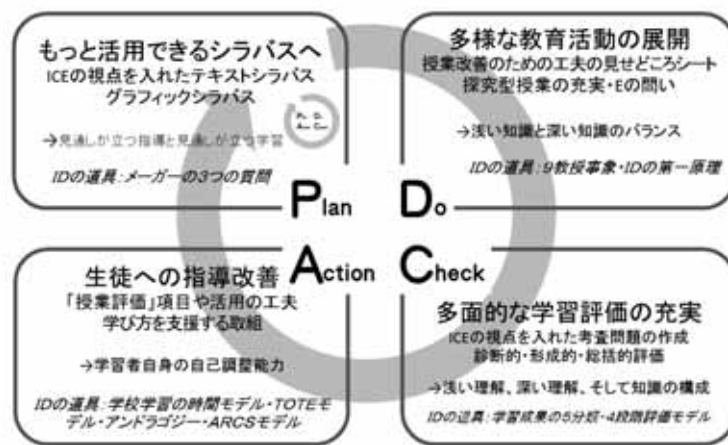 もっと活用できるシラバスへ
ICEの視点を入れたテキストシラバス
グラフィックシラバス
→見通しが立つ指導と見通しが立つ学習
IDの道具:メーガーの3つの質問
Plan
多様な教育活動の展開
授業改善のための工夫の見せどころシート
探究型授業の充実・Eの問い
→浅い知識と深い知識のバランス
IDの道具:9教授事象・IDの第一原理
Do
生徒への指導改善
「授業評価」項目や活用の工夫
学び方を支援する取組
→学習者自身の自己調整能力
IDの道具:学校学習の時間モデル・TOTEモ
デル・アンドラゴジー・ARCSモデル
Action
Check
多面的な学習評価の充実
ICEの視点を入れた考査問題の作成
診断的・形成的・総括的評価
→浅い理解、深い理解、そして知識の構成
IDの道具:学習成果の5分類・4段階評価モデル